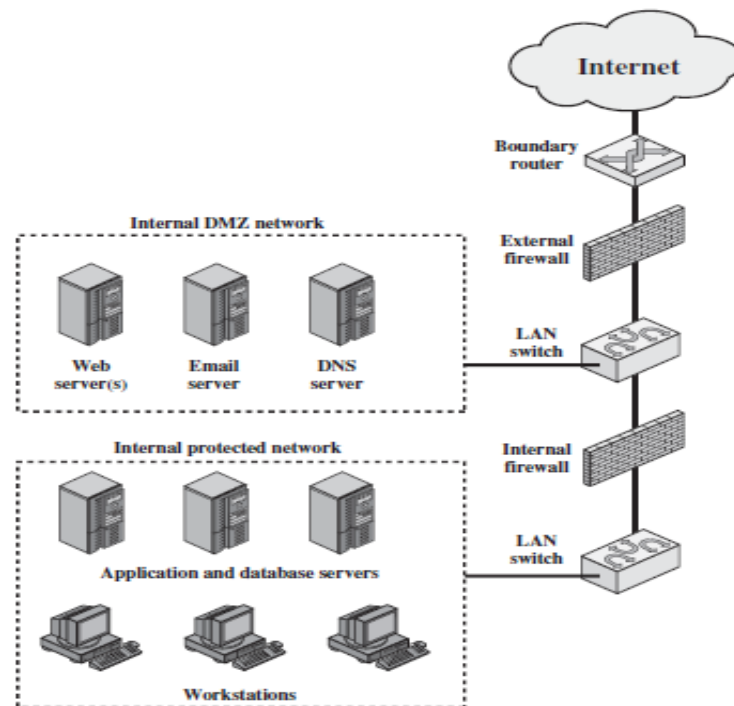 Internet
Boundary
router
Internal DMZ network
External
firewall
Web
server(s)
Email
server
DNS
server
LAN
switch
Internal protected network
Internal
firewall
Application and database servers
LAN
switch
Workstations